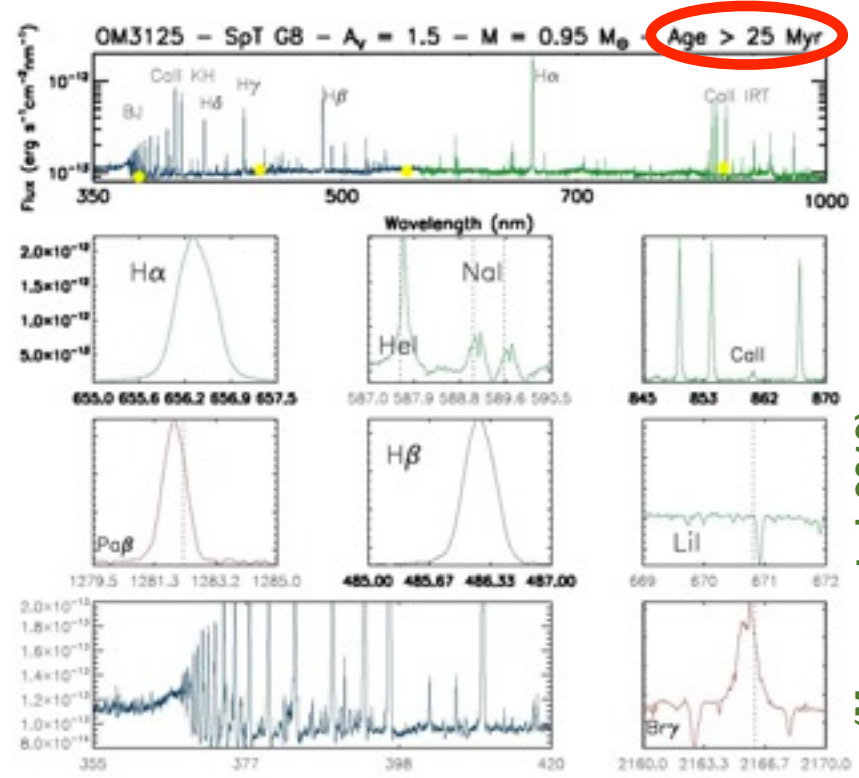 OM3125 – SpT G8 – Aᵥ = 1.5 – M = 0.95 M⊙ – Age > 25 Myr
Flux (erg s⁻¹cm⁻²nm⁻¹)
10⁻¹²
10⁻¹³
BJ
CaII KH
Hδ
Hγ
Hβ
Hα
CaII IRT
350
500
700
1000
Wavelength (nm)
2.0×10⁻¹²
1.5×10⁻¹²
1.0×10⁻¹²
5.0×10⁻¹³
Hα
655.0 655.6 656.2 656.9 657.5
HeI
NaI
587.0 587.9 588.8 589.6 590.5
CaII
845 853 862 870
Paβ
1279.5 1281.3 1283.2 1285.0
Hβ
485.00 485.67 486.33 487.00
LiI
669 670 671 672
2.0×10⁻¹³
1.8×10⁻¹³
1.6×10⁻¹³
1.4×10⁻¹³
1.2×10⁻¹³
1.0×10⁻¹³
8.0×10⁻¹⁴
355 377 398 420
Brγ
2160.0 2163.3 2166.7 2170.0